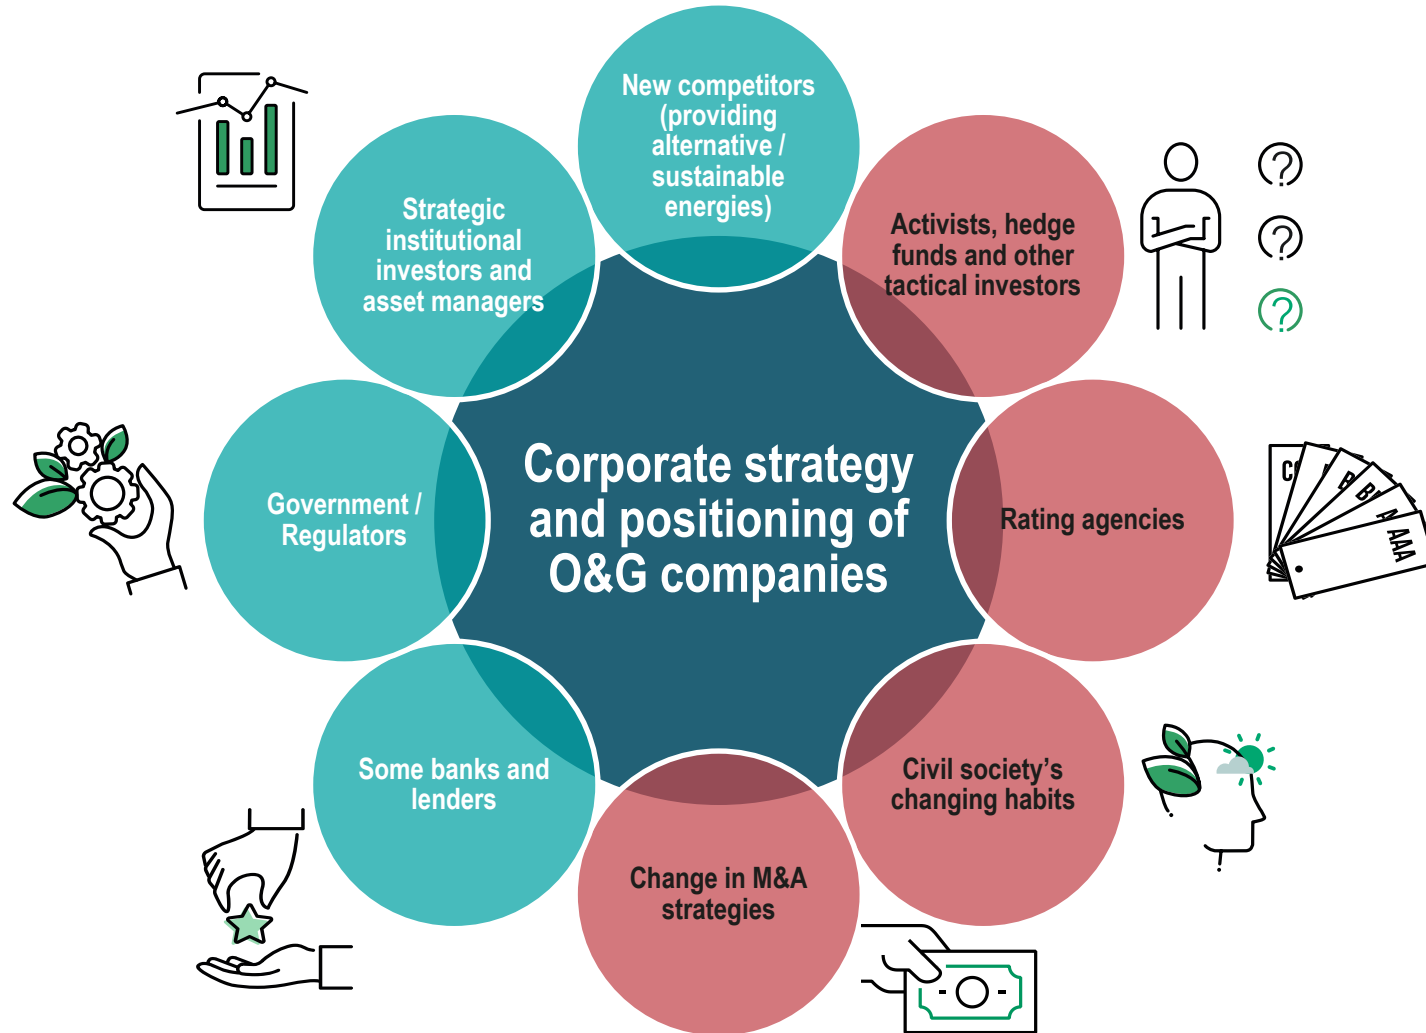 New competitors
(providing
alternative /
sustainable
energies)
Strategic
institutional
investors and
asset managers
Activists, hedge
funds and other
tactical investors
Corporate strategy
and positioning of
O&G companies
Government /
Regulators
Rating agencies
AAA
Some banks and
lenders
Civil society’s
changing habits
Change in M&A
strategies